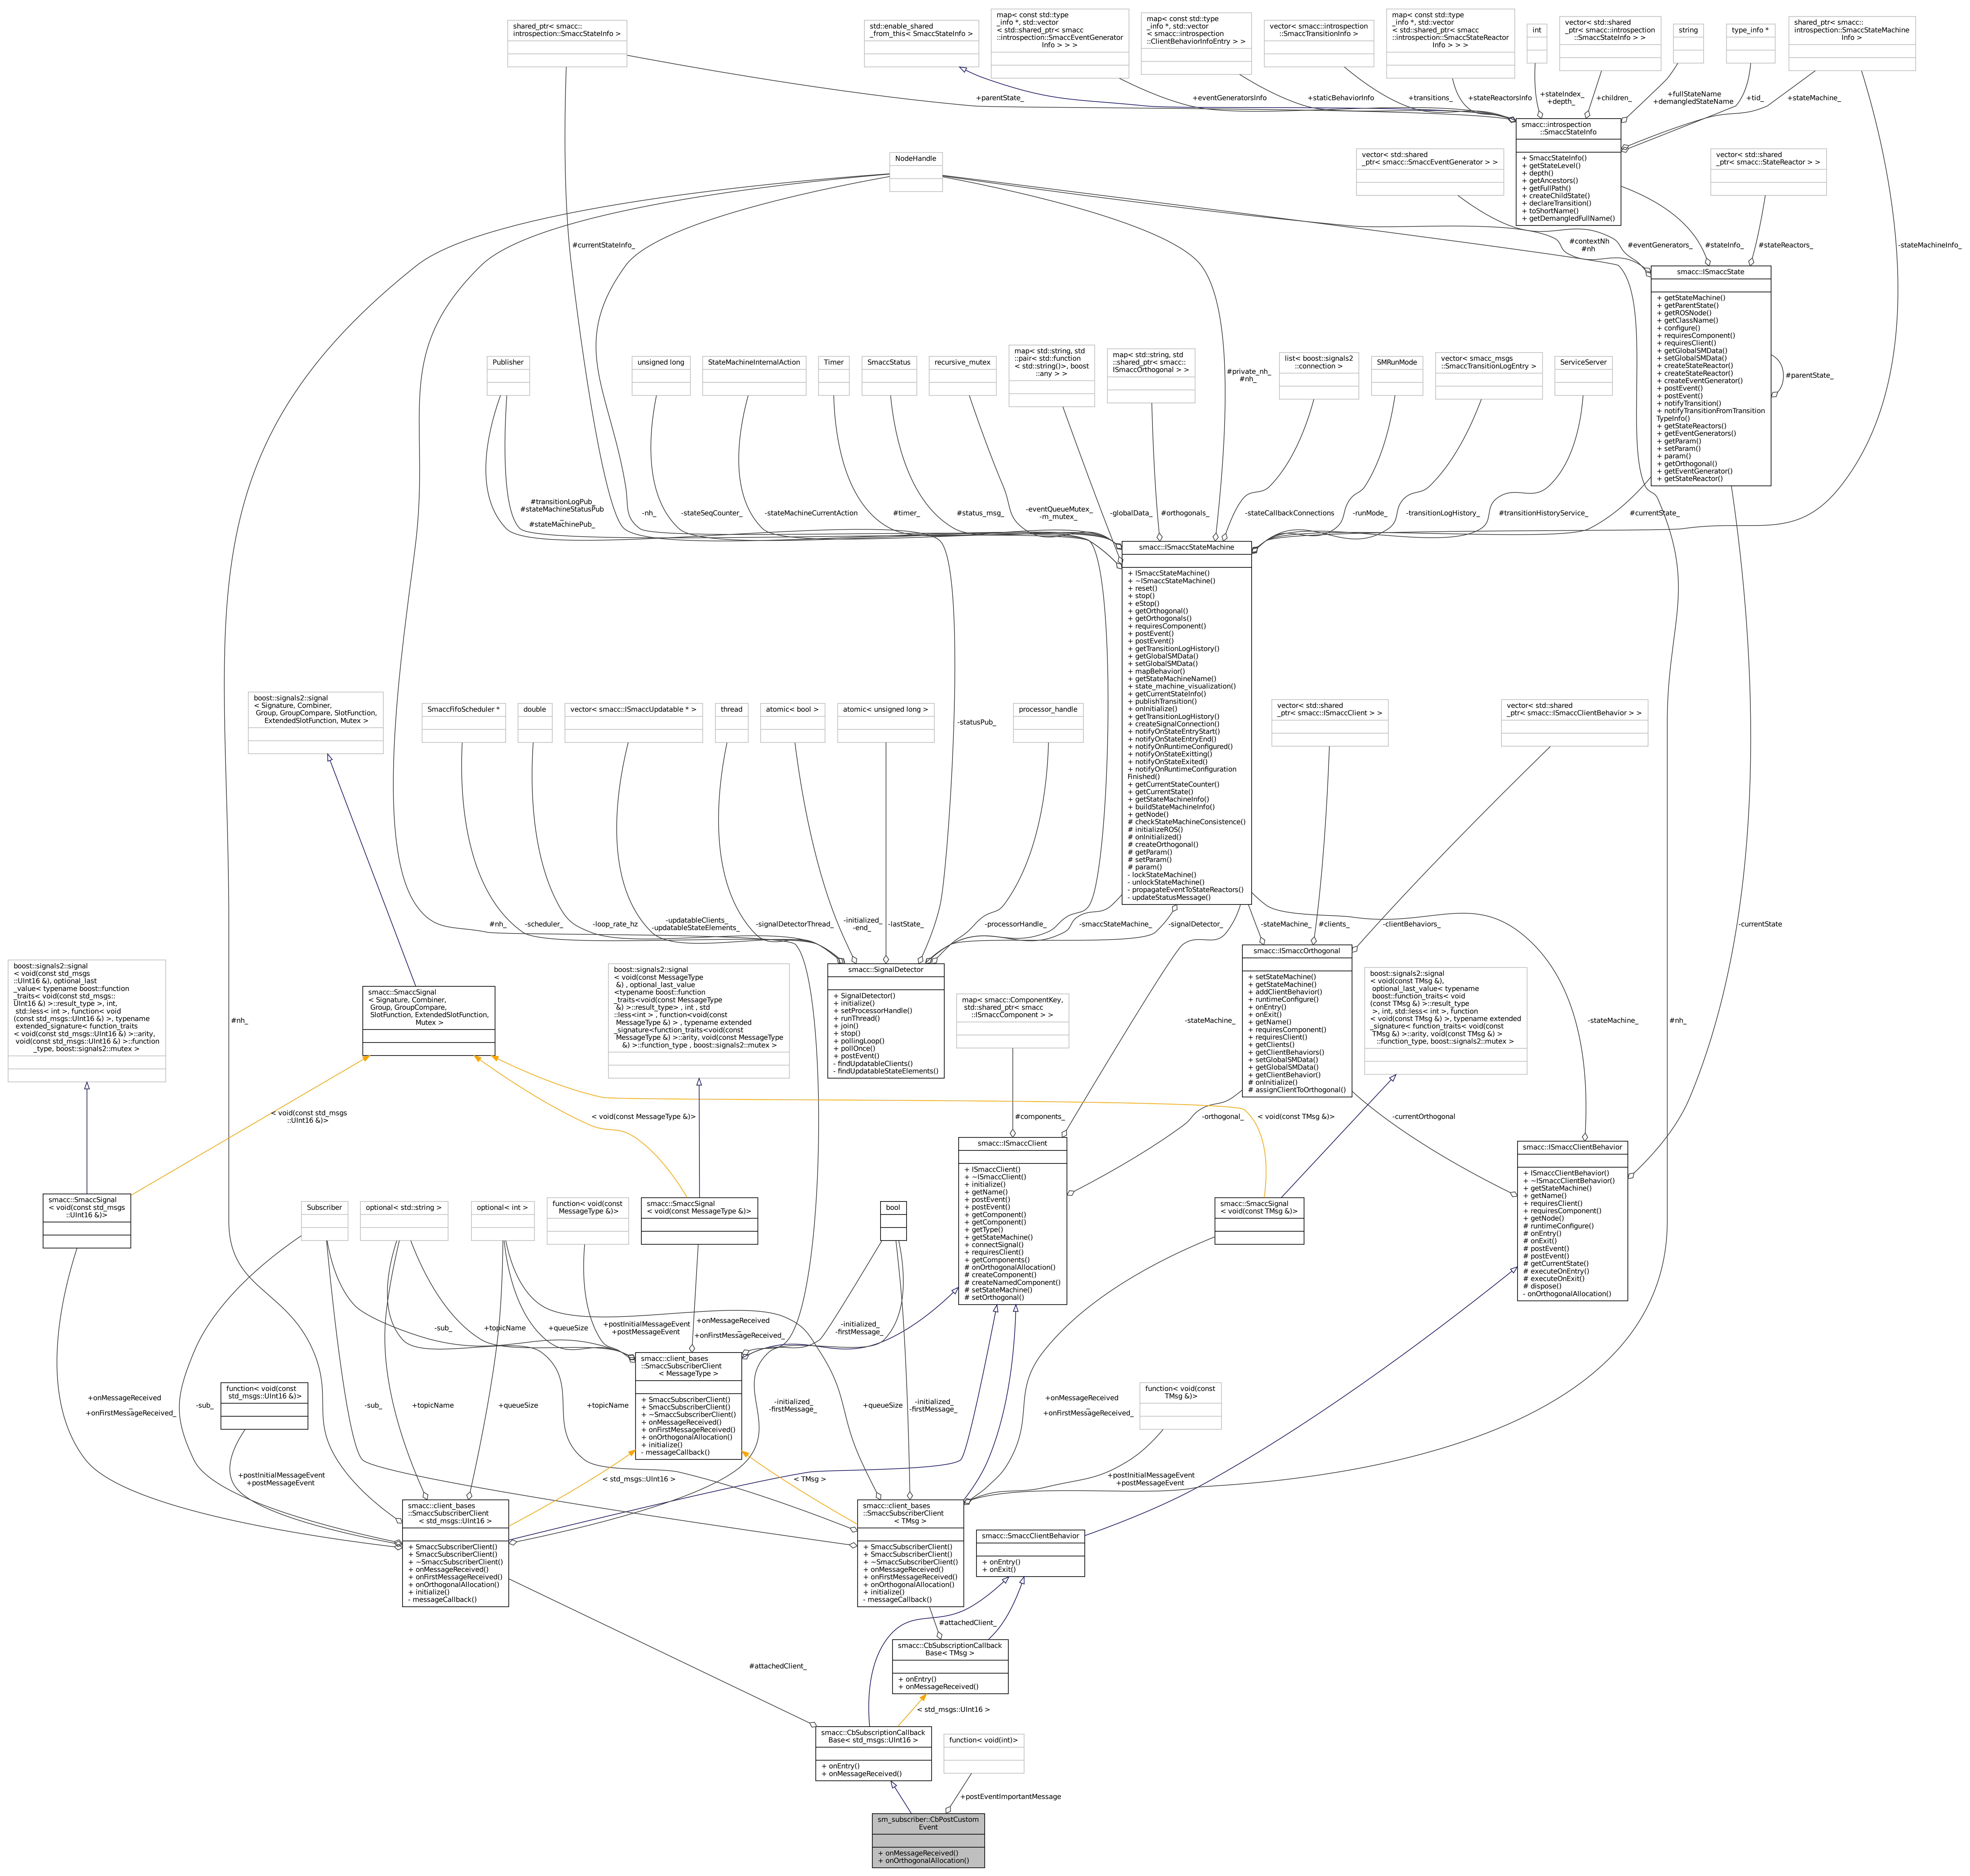 shared_ptr< smacc::
introspection::SmaccStateInfo >
std::enable_shared
_from_this< SmaccStateInfo >
map< const std::type
_info *, std::vector
< std::shared_ptr< smacc
::introspection::SmaccEventGenerator
Info > > >
map< const std::type
_info *, std::vector
< smacc::introspection
::ClientBehaviorInfoEntry > >
vector< smacc::introspection
::SmaccTransitionInfo >
map< const std::type
_info *, std::vector
< std::shared_ptr< smacc
::introspection::SmaccStateReactor
Info > > >
int
vector< std::shared
_ptr< smacc::introspection
::SmaccStateInfo > >
string
type_info *
shared_ptr< smacc::
introspection::SmaccStateMachine
Info >
+parentState_
+eventGeneratorsInfo
+staticBehaviorInfo
+transitions_
+stateReactorsInfo
+stateIndex_
+depth_
+children_
+fullStateName
+demangledStateName
+tid_
+stateMachine_
smacc::introspection
::SmaccStateInfo
+ SmaccStateInfo()
+ getStateLevel()
+ depth()
+ getAncestors()
+ getFullPath()
+ createChildState()
+ declareTransition()
+ toShortName()
+ getDemangledFullName()
NodeHandle
vector< std::shared
_ptr< smacc::SmaccEventGenerator > >
vector< std::shared
_ptr< smacc::StateReactor > >
#currentStateInfo_
#contextNh
#nh
#eventGenerators_
#stateInfo_
#stateReactors_
-stateMachineInfo_
smacc::ISmaccState
+ getStateMachine()
+ getParentState()
+ getROSNode()
+ getClassName()
+ configure()
+ requiresComponent()
+ requiresClient()
+ getGlobalSMData()
+ setGlobalSMData()
+ createStateReactor()
+ createStateReactor()
+ createEventGenerator()
+ postEvent()
+ postEvent()
+ notifyTransition()
+ notifyTransitionFromTransition
TypeInfo()
+ getStateReactors()
+ getEventGenerators()
+ getParam()
+ setParam()
+ param()
+ getOrthogonal()
+ getEventGenerator()
+ getStateReactor()
#parentState_
Publisher
unsigned long
StateMachineInternalAction
Timer
SmaccStatus
recursive_mutex
map< std::string, std
::pair< std::function
< std::string()>, boost
::any > >
map< std::string, std
::shared_ptr< smacc::
ISmaccOrthogonal > >
#private_nh_
#nh_
list< boost::signals2
::connection >
SMRunMode
vector< smacc_msgs
::SmaccTransitionLogEntry >
ServiceServer
#transitionLogPub_
#stateMachineStatusPub
_
#stateMachinePub_
-nh_
-stateSeqCounter_
-stateMachineCurrentAction
#timer_
#status_msg_
-eventQueueMutex_
-m_mutex_
-globalData_
#orthogonals_
-stateCallbackConnections
-runMode_
-transitionLogHistory_
#transitionHistoryService_
#currentState_
smacc::ISmaccStateMachine
+ ISmaccStateMachine()
+ ~ISmaccStateMachine()
+ reset()
+ stop()
+ eStop()
+ getOrthogonal()
+ getOrthogonals()
+ requiresComponent()
+ postEvent()
+ postEvent()
+ getTransitionLogHistory()
+ getGlobalSMData()
+ setGlobalSMData()
+ mapBehavior()
+ getStateMachineName()
+ state_machine_visualization()
+ getCurrentStateInfo()
+ publishTransition()
+ onInitialize()
+ getTransitionLogHistory()
+ createSignalConnection()
+ notifyOnStateEntryStart()
+ notifyOnStateEntryEnd()
+ notifyOnRuntimeConfigured()
+ notifyOnStateExitting()
+ notifyOnStateExited()
+ notifyOnRuntimeConfiguration
Finished()
+ getCurrentStateCounter()
+ getCurrentState()
+ getStateMachineInfo()
+ buildStateMachineInfo()
+ getNode()
# checkStateMachineConsistence()
# initializeROS()
# onInitialized()
# createOrthogonal()
# getParam()
# setParam()
# param()
- lockStateMachine()
- unlockStateMachine()
- propagateEventToStateReactors()
- updateStatusMessage()
boost::signals2::signal
< Signature, Combiner,
Group, GroupCompare, SlotFunction,
ExtendedSlotFunction, Mutex >
SmaccFifoScheduler *
double
vector< smacc::ISmaccUpdatable * >
thread
atomic< bool >
atomic< unsigned long >
-statusPub_
processor_handle
vector< std::shared
_ptr< smacc::ISmaccClient > >
vector< std::shared
_ptr< smacc::ISmaccClientBehavior > >
#nh_
-scheduler_
-loop_rate_hz
-updatableClients_
-updatableStateElements_
-signalDetectorThread_
-initialized_
-end_
-lastState_
-processorHandle_
-smaccStateMachine_
-signalDetector_
-stateMachine_
#clients_
-clientBehaviors_
-currentState
boost::signals2::signal
< void(const std_msgs
::UInt16 &), optional_last
_value< typename boost::function
_traits< void(const std_msgs::
UInt16 &) >::result_type >, int,
std::less< int >, function< void
(const std_msgs::UInt16 &) >, typename
extended_signature< function_traits
< void(const std_msgs::UInt16 &) >::arity,
void(const std_msgs::UInt16 &) >::function
_type, boost::signals2::mutex >
smacc::SmaccSignal
< Signature, Combiner,
Group, GroupCompare,
SlotFunction, ExtendedSlotFunction,
Mutex >
boost::signals2::signal
< void(const MessageType
&) , optional_last_value
<typename boost::function
_traits<void(const MessageType
&) >::result_type> , int , std
::less<int > , function<void(const
MessageType &) > , typename extended
_signature<function_traits<void(const
MessageType &) >::arity, void(const MessageType
&) >::function_type , boost::signals2::mutex >
smacc::SignalDetector
+ SignalDetector()
+ initialize()
+ setProcessorHandle()
+ runThread()
+ join()
+ stop()
+ pollingLoop()
+ pollOnce()
+ postEvent()
- findUpdatableClients()
- findUpdatableStateElements()
map< smacc::ComponentKey,
std::shared_ptr< smacc
::ISmaccComponent > >
smacc::ISmaccOrthogonal
+ setStateMachine()
+ getStateMachine()
+ addClientBehavior()
+ runtimeConfigure()
+ onEntry()
+ onExit()
+ getName()
+ requiresComponent()
+ requiresClient()
+ getClients()
+ getClientBehaviors()
+ setGlobalSMData()
+ getGlobalSMData()
+ getClientBehavior()
# onInitialize()
# assignClientToOrthogonal()
boost::signals2::signal
< void(const TMsg &),
optional_last_value< typename
boost::function_traits< void
(const TMsg &) >::result_type
>, int, std::less< int >, function
< void(const TMsg &) >, typename extended
_signature< function_traits< void(const
TMsg &) >::arity, void(const TMsg &) >
::function_type, boost::signals2::mutex >
#nh_
-stateMachine_
-stateMachine_
#nh_
< void(const std_msgs
::UInt16 &)>
< void(const MessageType &)>
#components_
-orthogonal_
< void(const TMsg &)>
-currentOrthogonal
smacc::SmaccSignal
< void(const std_msgs
::UInt16 &)>
Subscriber
optional< std::string >
optional< int >
function< void(const
MessageType &)>
smacc::SmaccSignal
< void(const MessageType &)>
bool
smacc::ISmaccClient
+ ISmaccClient()
+ ~ISmaccClient()
+ initialize()
+ getName()
+ postEvent()
+ postEvent()
+ getComponent()
+ getComponent()
+ getType()
+ getStateMachine()
+ connectSignal()
+ requiresClient()
+ getComponents()
# onOrthogonalAllocation()
# createComponent()
# createNamedComponent()
# setStateMachine()
# setOrthogonal()
smacc::SmaccSignal
< void(const TMsg &)>
smacc::ISmaccClientBehavior
+ ISmaccClientBehavior()
+ ~ISmaccClientBehavior()
+ getStateMachine()
+ getName()
+ requiresClient()
+ requiresComponent()
+ getNode()
# runtimeConfigure()
# onEntry()
# onExit()
# postEvent()
# postEvent()
# getCurrentState()
# executeOnEntry()
# executeOnExit()
# dispose()
- onOrthogonalAllocation()
-sub_
+topicName
+queueSize
+postInitialMessageEvent
+postMessageEvent
+onMessageReceived
_
+onFirstMessageReceived_
-initialized_
-firstMessage_
smacc::client_bases
::SmaccSubscriberClient
< MessageType >
+ SmaccSubscriberClient()
+ SmaccSubscriberClient()
+ ~SmaccSubscriberClient()
+ onMessageReceived()
+ onFirstMessageReceived()
+ onOrthogonalAllocation()
+ initialize()
- messageCallback()
function< void(const
std_msgs::UInt16 &)>
+onMessageReceived
_
+onFirstMessageReceived_
-sub_
-sub_
+topicName
+queueSize
+topicName
-initialized_
-firstMessage_
+queueSize
-initialized_
-firstMessage_
+onMessageReceived
_
+onFirstMessageReceived_
function< void(const
TMsg &)>
+postInitialMessageEvent
+postMessageEvent
< std_msgs::UInt16 >
< TMsg >
+postInitialMessageEvent
+postMessageEvent
smacc::client_bases
::SmaccSubscriberClient
< std_msgs::UInt16 >
+ SmaccSubscriberClient()
+ SmaccSubscriberClient()
+ ~SmaccSubscriberClient()
+ onMessageReceived()
+ onFirstMessageReceived()
+ onOrthogonalAllocation()
+ initialize()
- messageCallback()
smacc::client_bases
::SmaccSubscriberClient
< TMsg >
+ SmaccSubscriberClient()
+ SmaccSubscriberClient()
+ ~SmaccSubscriberClient()
+ onMessageReceived()
+ onFirstMessageReceived()
+ onOrthogonalAllocation()
+ initialize()
- messageCallback()
smacc::SmaccClientBehavior
+ onEntry()
+ onExit()
#attachedClient_
smacc::CbSubscriptionCallback
Base< TMsg >
+ onEntry()
+ onMessageReceived()
#attachedClient_
< std_msgs::UInt16 >
smacc::CbSubscriptionCallback
Base< std_msgs::UInt16 >
+ onEntry()
+ onMessageReceived()
function< void(int)>
+postEventImportantMessage
sm_subscriber::CbPostCustom
Event
+ onMessageReceived()
+ onOrthogonalAllocation()